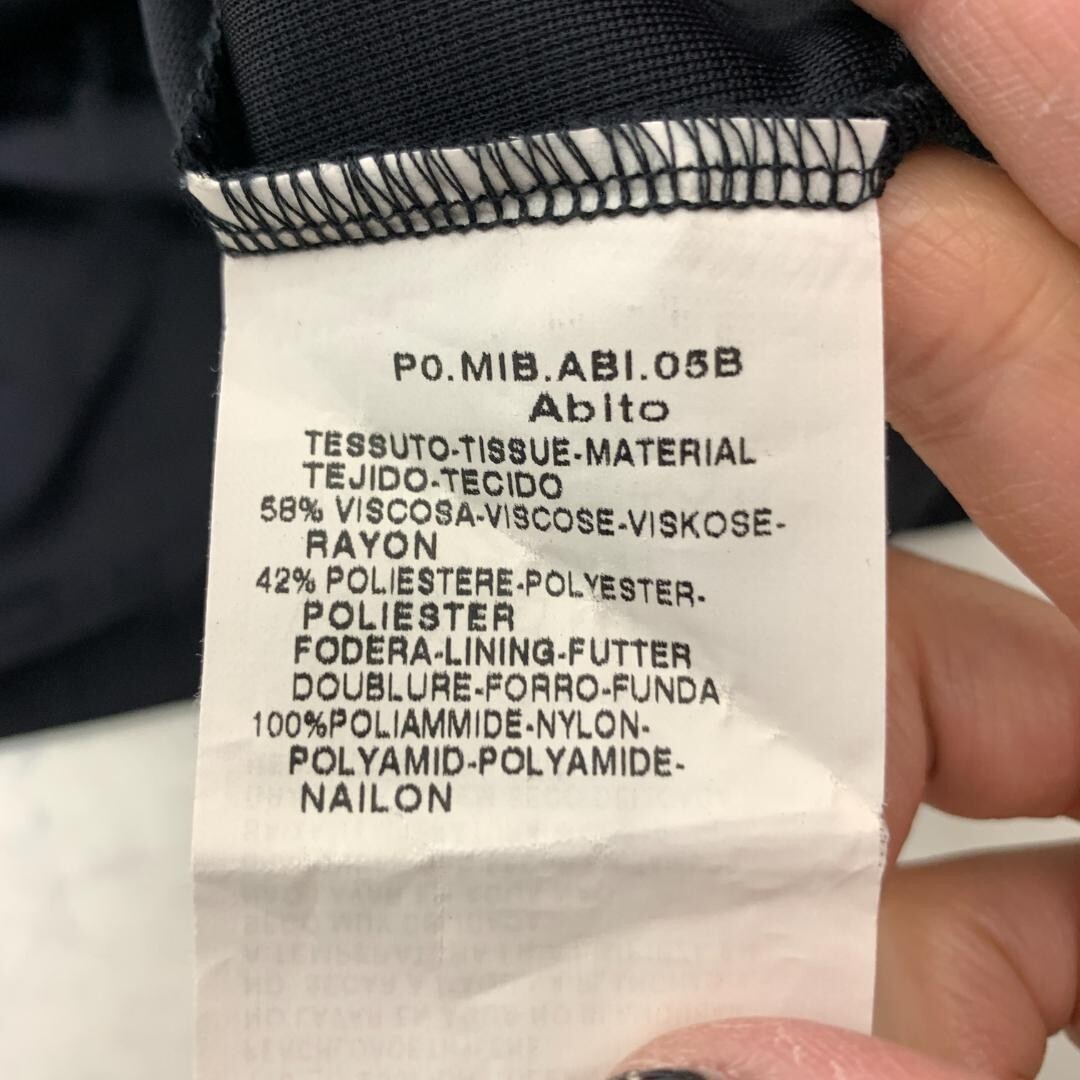 P0.MIB.ABI.05B
Abito
TESSUTO-TISSUE-MATERIAL
TEJIDO-TECIDO
58% VISCOSA-VISCOSE-VISKOSE-
RAYON
42% POLIESTERE-POLYESTER-
POLIESTER
FODERA-LINING-FUTTER
DOUBLURE-FORRO-FUNDA
100%POLIAMMIDE-NYLON-
POLYAMID-POLYAMIDE-
NAILON